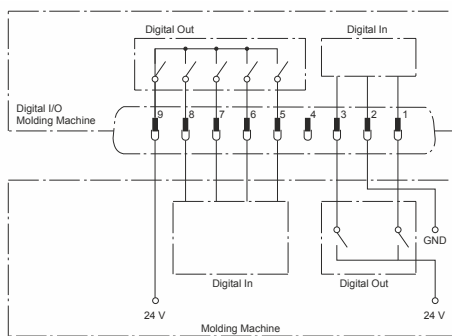 Digital Out
Digital In
Digital I/O
Molding Machine
9 8 7 6 5 4 3 2 1
GND
Digital In
Digital Out
24 V
24 V
Molding Machine